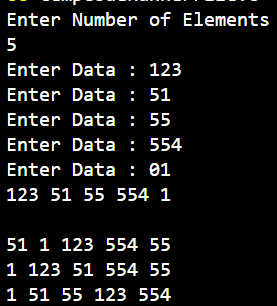 Enter Number of Elements
5
Enter Data : 123
Enter Data : 51
Enter Data : 55
Enter Data : 554
Enter Data : 01
123 51 55 554 1
51 1 123 554 55
1 123 51 554 55
1 51 55 123 554